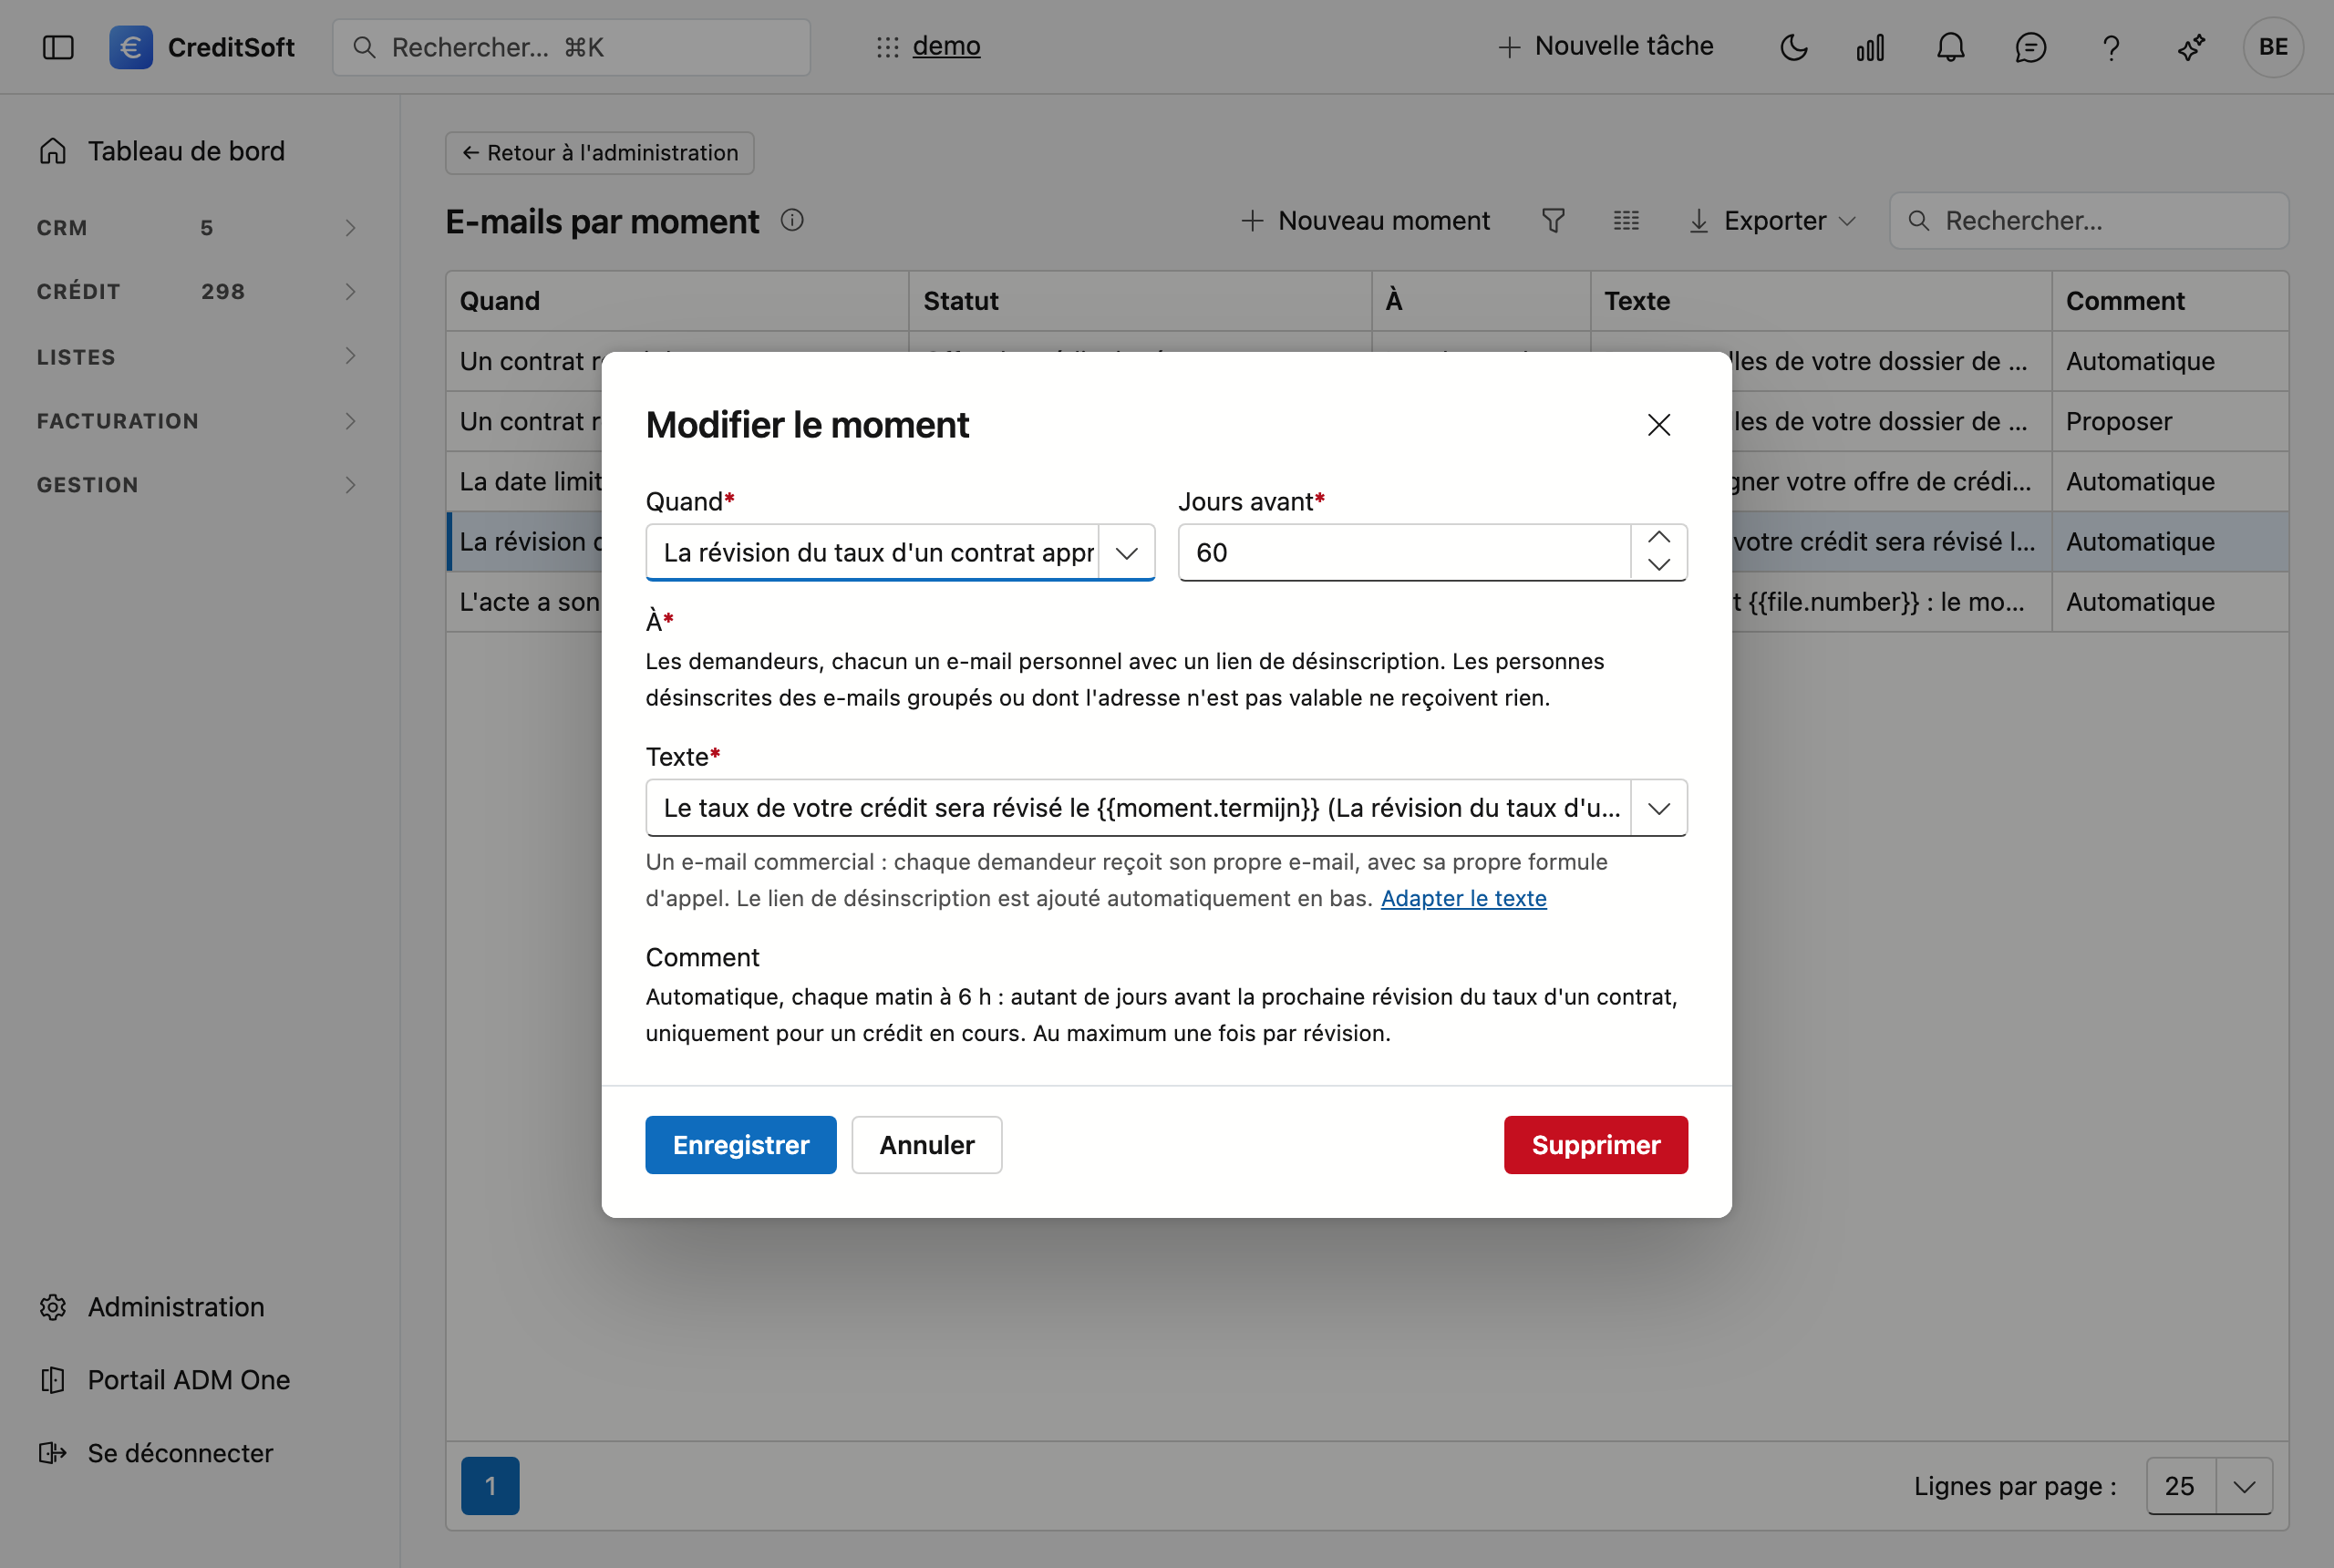 CreditSoft
Rechercher... ⌘K
demo
Nouvelle tâche
BE
Tableau de bord
CRM 5
CRÉDIT 298
LISTES
FACTURATION
GESTION
Administration
Portail ADM One
Se déconnecter
← Retour à l'administration
E-mails par moment
Nouveau moment
Exporter
Rechercher...
Quand Statut À Texte Comment
Un contrat lles de votre dossier de ... Automatique
Un contrat lles de votre dossier de ... Proposer
La date limit gner votre offre de crédi... Automatique
La révision votre crédit sera révisé l... Automatique
L'acte a son t {{file.number}} : le mo... Automatique
Modifier le moment
Quand* Jours avant*
La révision du taux d'un contrat appr 60
À*
Les demandeurs, chacun un e-mail personnel avec un lien de désinscription. Les personnes
désinscrites des e-mails groupés ou dont l'adresse n'est pas valable ne reçoivent rien.
Texte*
Le taux de votre crédit sera révisé le {{moment.termijn}} (La révision du taux d'u...
Un e-mail commercial : chaque demandeur reçoit son propre e-mail, avec sa propre formule
d'appel. Le lien de désinscription est ajouté automatiquement en bas. Adapter le texte
Comment
Automatique, chaque matin à 6 h : autant de jours avant la prochaine révision du taux d'un contrat,
uniquement pour un crédit en cours. Au maximum une fois par révision.
Enregistrer Annuler Supprimer
1
Lignes par page : 25